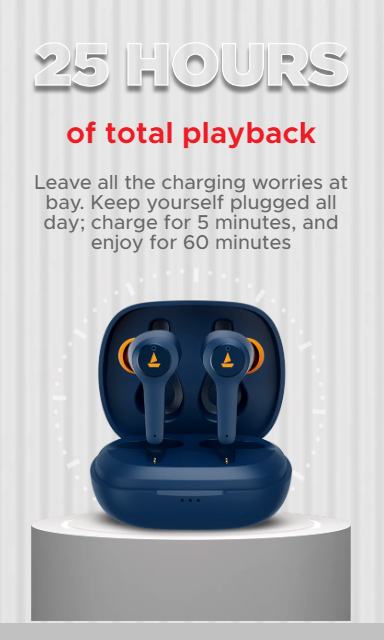 25 HOURS
of total playback
Leave all the charging worries at
bay. Keep yourself plugged all
day; charge for 5 minutes, and
enjoy for 60 minutes